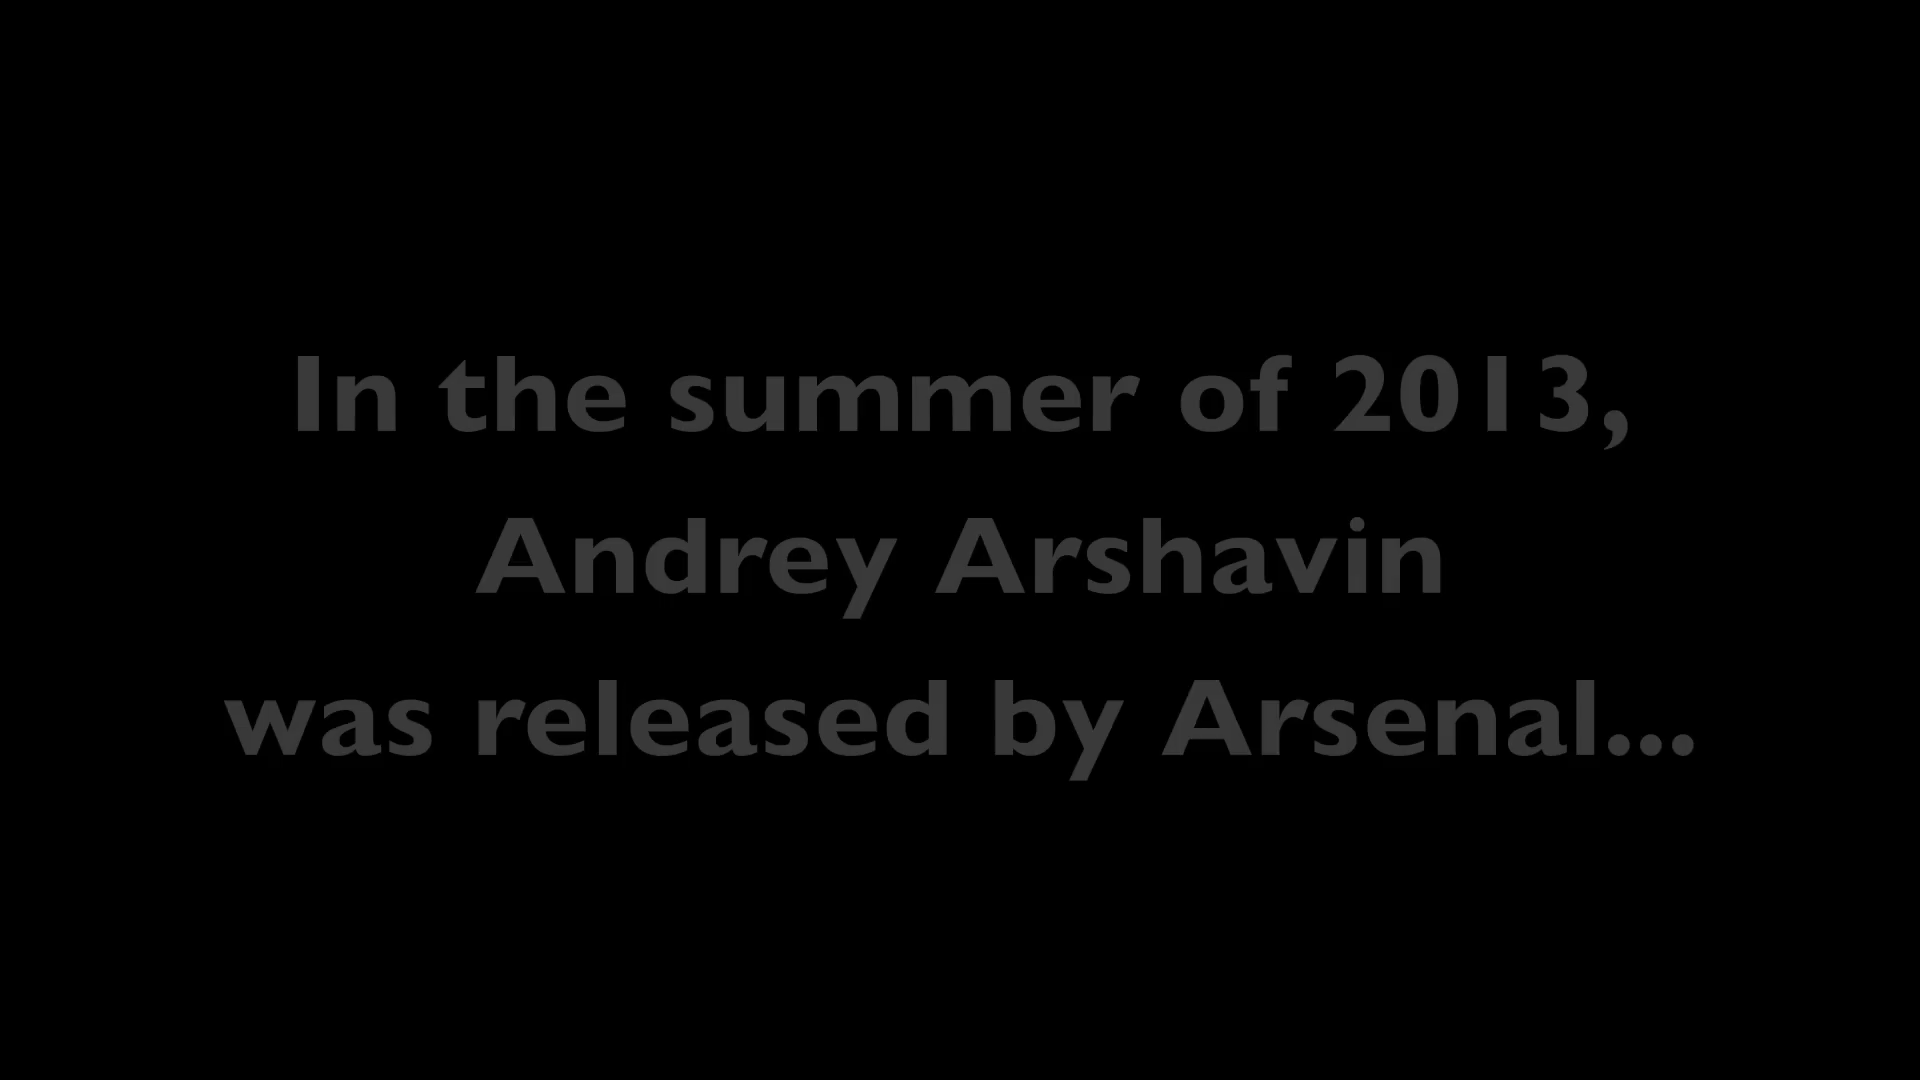 In the summer of 2013,
Andrey Arshavin
was released by Arsenal...